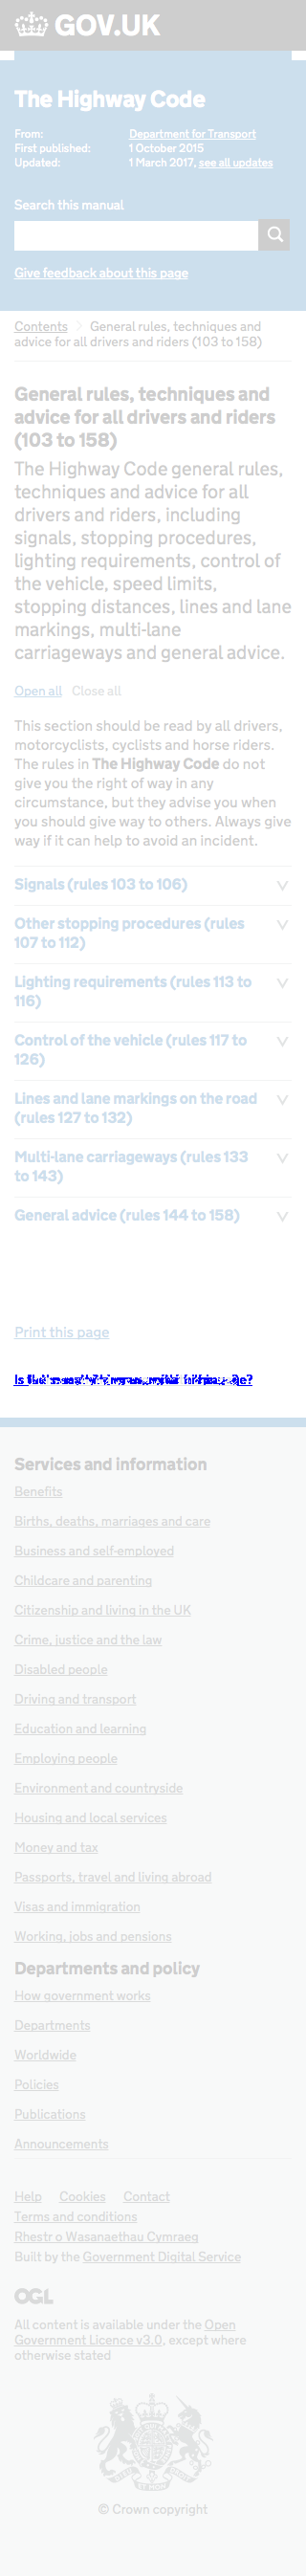 GOV.UK
The Highway Code
From: Department for Transport
First published: 1 October 2015
Updated: 1 March 2017, see all updates
Search this manual
Give feedback about this page
Contents > General rules, techniques and
advice for all drivers and riders (103 to 158)
General rules, techniques and
advice for all drivers and riders
(103 to 158)
The Highway Code general rules,
techniques and advice for all
drivers and riders, including
signals, stopping procedures,
lighting requirements, control of
the vehicle, speed limits,
stopping distances, lines and lane
markings, multi-lane
carriageways and general advice.
Open all Close all
This section should be read by all drivers,
motorcyclists, cyclists and horse riders.
The rules in The Highway Code do not
give you the right of way in any
circumstance, but they advise you when
you should give way to others. Always give
way if it can help to avoid an incident.
Signals (rules 103 to 106)
Other stopping procedures (rules
107 to 112)
Lighting requirements (rules 113 to
116)
Control of the vehicle (rules 117 to
126)
Lines and lane markings on the road
(rules 127 to 132)
Multi-lane carriageways (rules 133
to 143)
General advice (rules 144 to 158)
Print this page
Services and information
Benefits
Births, deaths, marriages and care
Business and self-employed
Childcare and parenting
Citizenship and living in the UK
Crime, justice and the law
Disabled people
Driving and transport
Education and learning
Employing people
Environment and countryside
Housing and local services
Money and tax
Passports, travel and living abroad
Visas and immigration
Working, jobs and pensions
Departments and policy
How government works
Departments
Worldwide
Policies
Publications
Announcements
Help Cookies Contact
Terms and conditions
Rhestr o Wasanaethau Cymraeg
Built by the Government Digital Service
OGL
All content is available under the Open
Government Licence v3.0, except where
otherwise stated
© Crown copyright